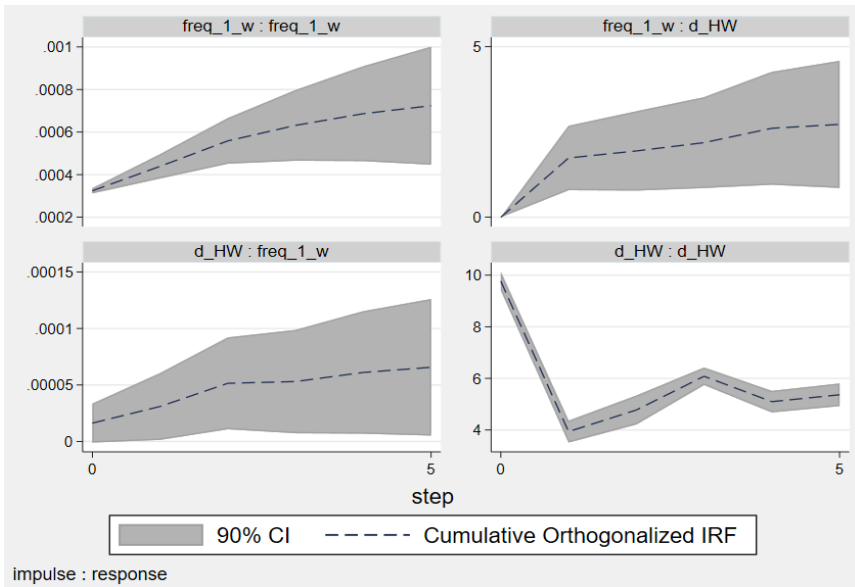 freq_1_w : freq_1_w
.001
.0008
.0006
.0004
.0002
freq_1_w : d_HW
5
0
d_HW : freq_1_w
.00015
.0001
.00005
0
0
5
d_HW : d_HW
10
8
6
4
0
5
step
90% CI
Cumulative Orthogonalized IRF
impulse : response